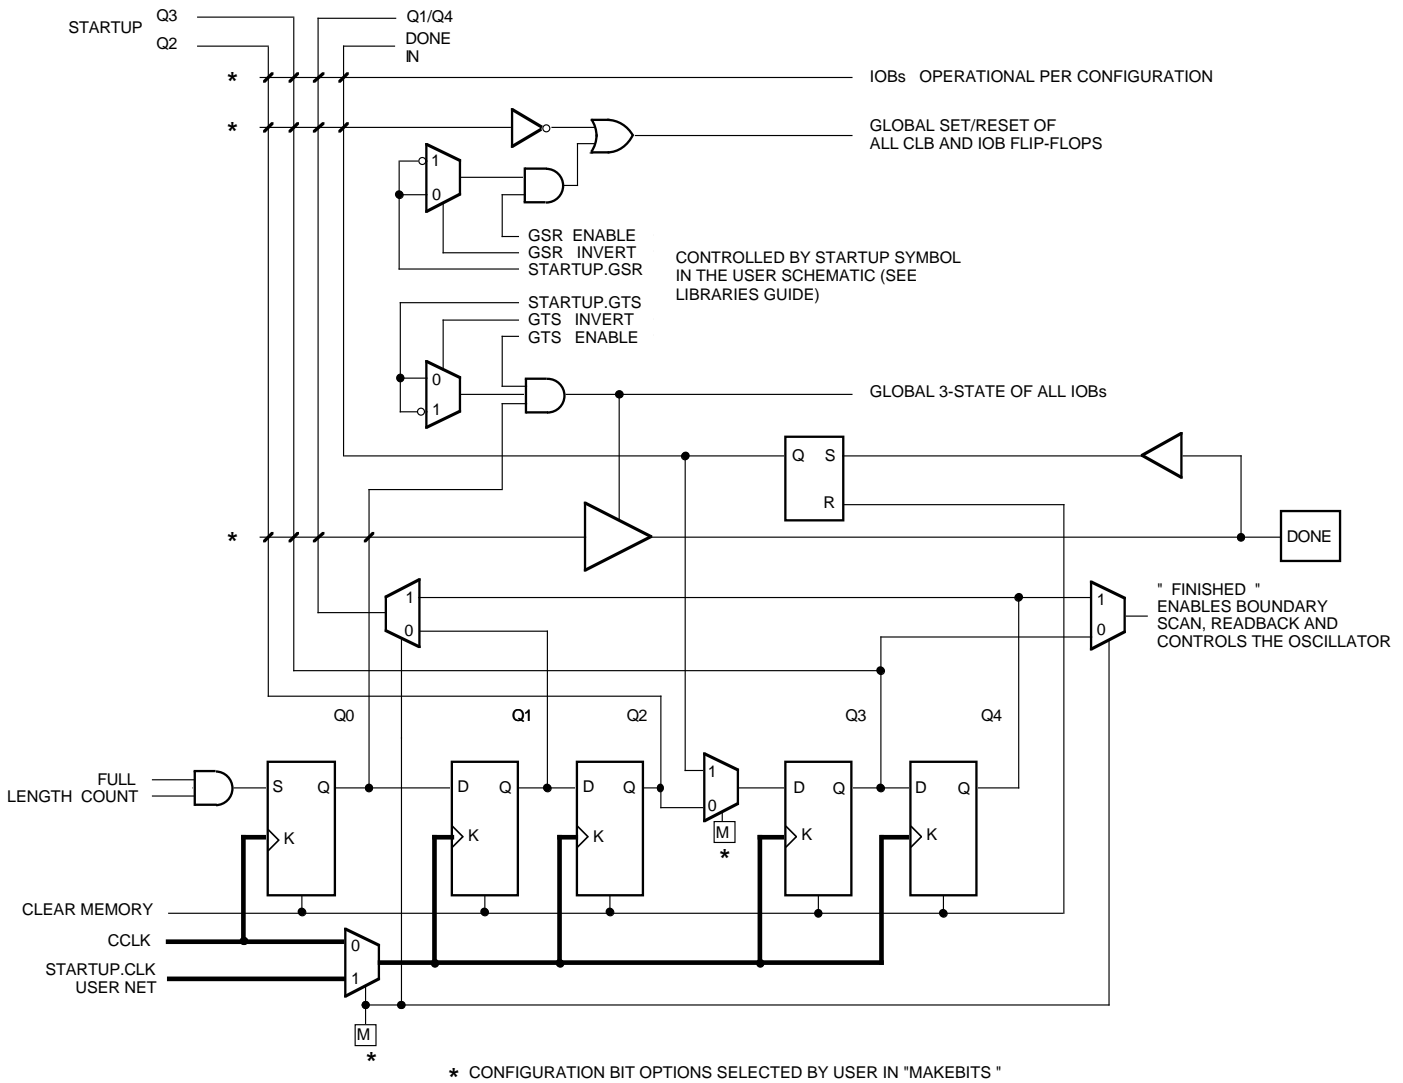 STARTUP
Q3
Q2
Q1/Q4
DONE
IN
*
IOBs OPERATIONAL PER CONFIGURATION
*
GLOBAL SET/RESET OF
ALL CLB AND IOB FLIP-FLOPS
1
0
GSR ENABLE
GSR INVERT
STARTUP.GSR
CONTROLLED BY STARTUP SYMBOL
IN THE USER SCHEMATIC (SEE
LIBRARIES GUIDE)
STARTUP.GTS
GTS INVERT
GTS ENABLE
0
1
GLOBAL 3-STATE OF ALL IOBs
Q S
R
*
DONE
1
0
1
0
" FINISHED "
ENABLES BOUNDARY
SCAN, READBACK AND
CONTROLS THE OSCILLATOR
Q0
Q1
Q2
Q3
Q4
FULL
LENGTH COUNT
S Q
K
D Q
K
D Q
K
1
0
M
*
D Q
K
D Q
K
CLEAR MEMORY
CCLK
STARTUP.CLK
USER NET
0
1
M
*
* CONFIGURATION BIT OPTIONS SELECTED BY USER IN "MAKEBITS "